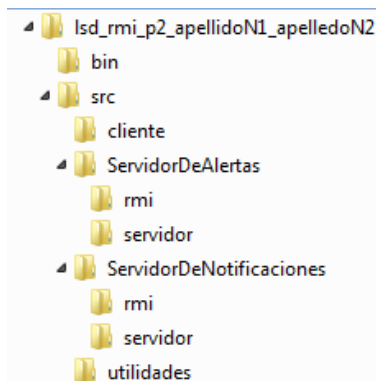 lsd_rmi_p2_apellidoN1_apelledoN2
bin
src
cliente
ServidorDeAlertas
rmi
servidor
ServidorDeNotificaciones
rmi
servidor
utilidades